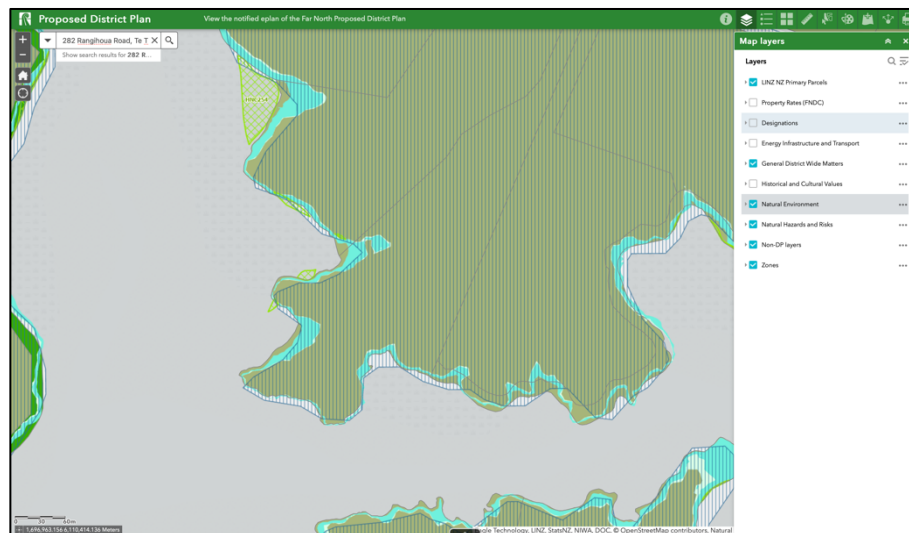 Proposed District Plan
View the notified eplan of the Far North Proposed District Plan
282 Rangihoua Road, Te T
Show search results for 282 R...
Map layers
Layers
LINZ NZ Primary Parcels
Property Rates (FNDC)
Designations
Energy Infrastructure and Transport
General District Wide Matters
Historical and Cultural Values
Natural Environment
Natural Hazards and Risks
Non-DP layers
Zones
0 30 60m
1,696,963.156 6,110,414.136 Meters
ogle Technology, LINZ, StatsNZ, NIWA, DOC, © OpenStreetMap contributors, Natural